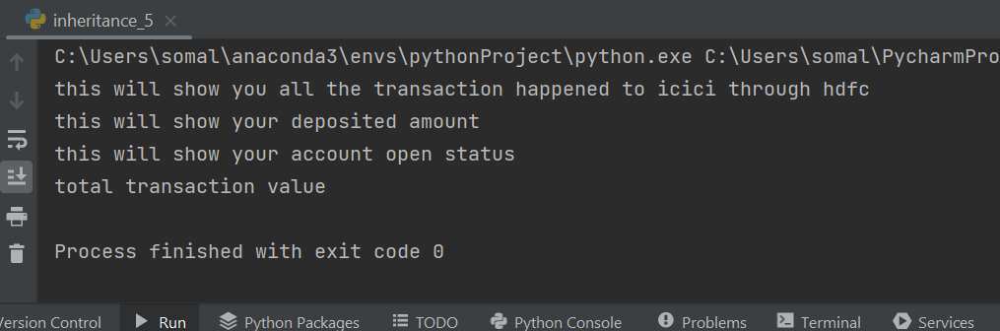 inheritance_5
C:\Users\somal\anaconda3\envs\pythonProject\python.exe C:\Users\somal\PycharmPro
this will show you all the transaction happened to icici through hdfc
this will show your deposited amount
this will show your account open status
total transaction value
Process finished with exit code 0
Version Control Run Python Packages TODO Python Console Problems Terminal Services